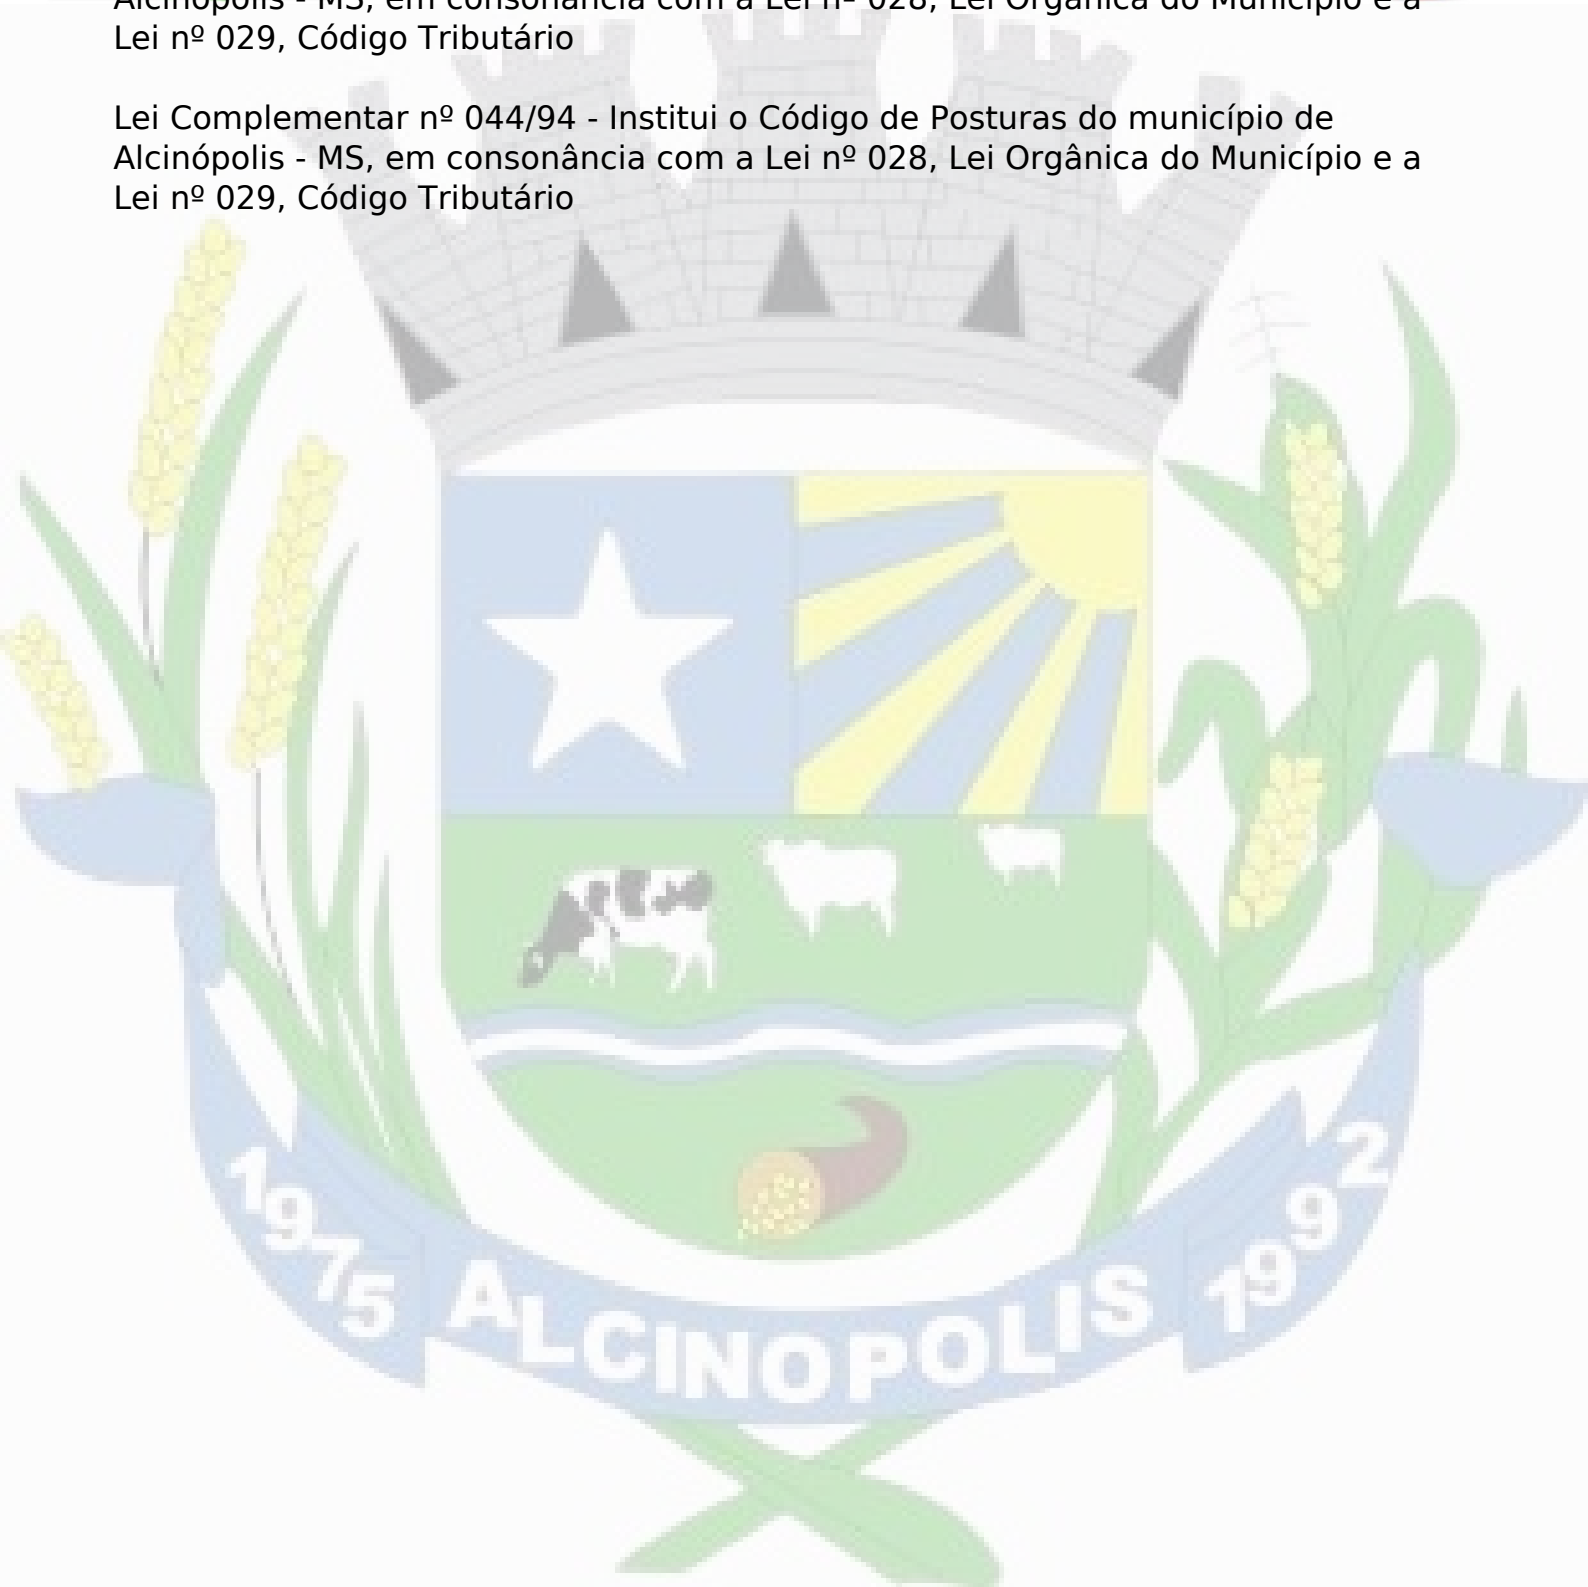 Alcinópolis - MS, em consonância com a Lei nº 028, Lei Orgânica do Município e a
Lei nº 029, Código Tributário
Lei Complementar nº 044/94 - Institui o Código de Posturas do município de
Alcinópolis - MS, em consonância com a Lei nº 028, Lei Orgânica do Município e a
Lei nº 029, Código Tributário
1975 ALCINOPOLIS 1992